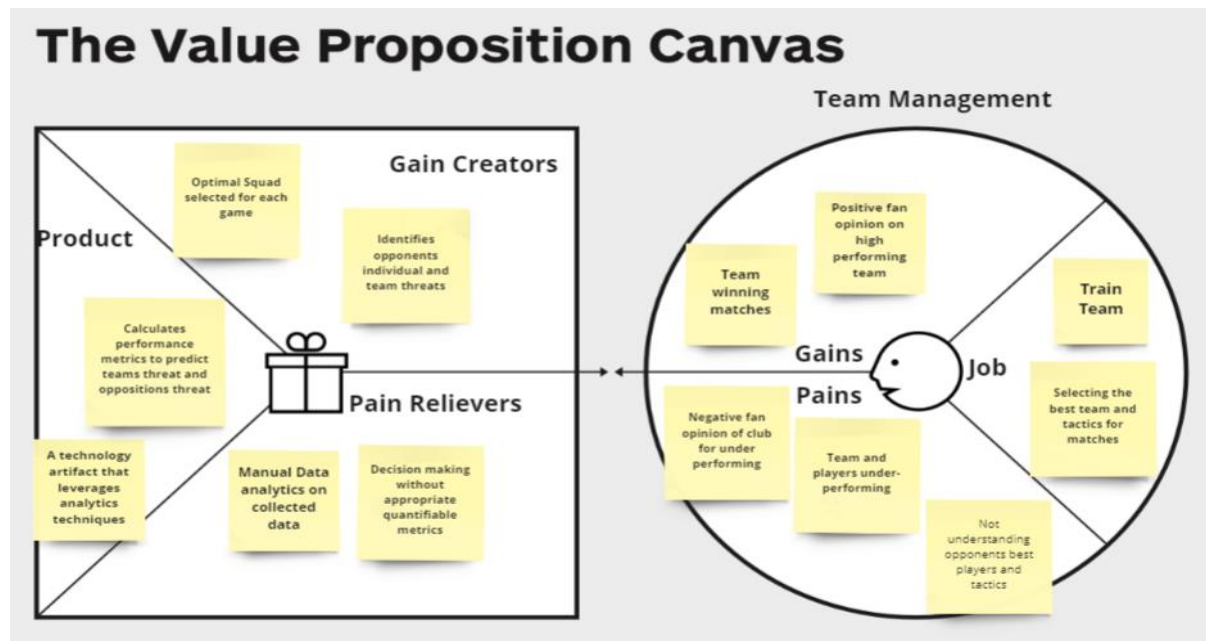 The Value Proposition Canvas
Team Management
Gain Creators
Optimal Squad
selected for each
game
Identifies
opponents
individual and
team threats
Product
Calculates
performance
metrics to predict
teams threat and
oppositions threat
A technology
artifact that
leverages
analytics
techniques
Pain Relievers
Manual Data
analytics on
collected
data
Decision making
without
appropriate
quantifiable
metrics
Positive fan
opinion on
high
performing
team
Team
winning
matches
Gains
Pains
Negative fan
opinion of club
for under
performing
Team and
players under-
performing
Not
understanding
opponents best
players and
tactics
Job
Train
Team
Selecting the
best team and
tactics for
matches